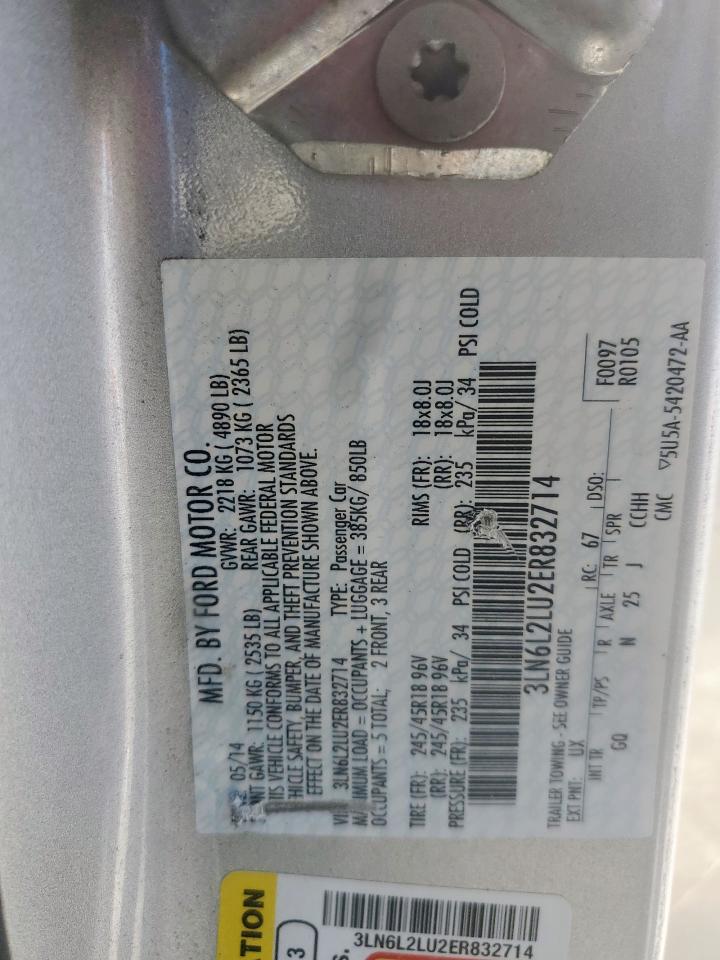 MFD. BY FORD MOTOR CO.
05/14 GVWR: 2218 KG ( 4890 LB)
GAWR: 1150 KG ( 2535 LB) REAR GAWR: 1073 KG ( 2365 LB)
VEHICLE CONFORMS TO ALL APPLICABLE FEDERAL MOTOR
HICLE SAFETY, BUMPER, AND THEFT PREVENTION STANDARDS
EFFECT ON THE DATE OF MANUFACTURE SHOWN ABOVE.
3LN6L2LU2ER832714 TYPE: Passenger Car
LOAD = OCCUPANTS + LUGGAGE = 385KG/ 850LB
OCCUPANTS = 5 TOTAL; 2 FRONT, 3 REAR
TIRE (FR): 245/45R18 96V RIMS (FR): 18x8.0J
(RR): 245/45R18 96V (RR): 18x8.0J
PRESSURE (FR): 235 kPa/ 34 PSI COLD (RR): 235 kPa/ 34 PSI COLD
3LN6L2LU2ER832714
TRAILER TOWING - SEE OWNER GUIDE
EXT PNT: UX RC: 67 DSO: F0097
R0105
INT TR TP/PS R AXLE TR SPR
GQ N 25 J CCHH
CMC ▽5U5A-5420472-AA
ATION
3
S.
3LN6L2LU2ER832714